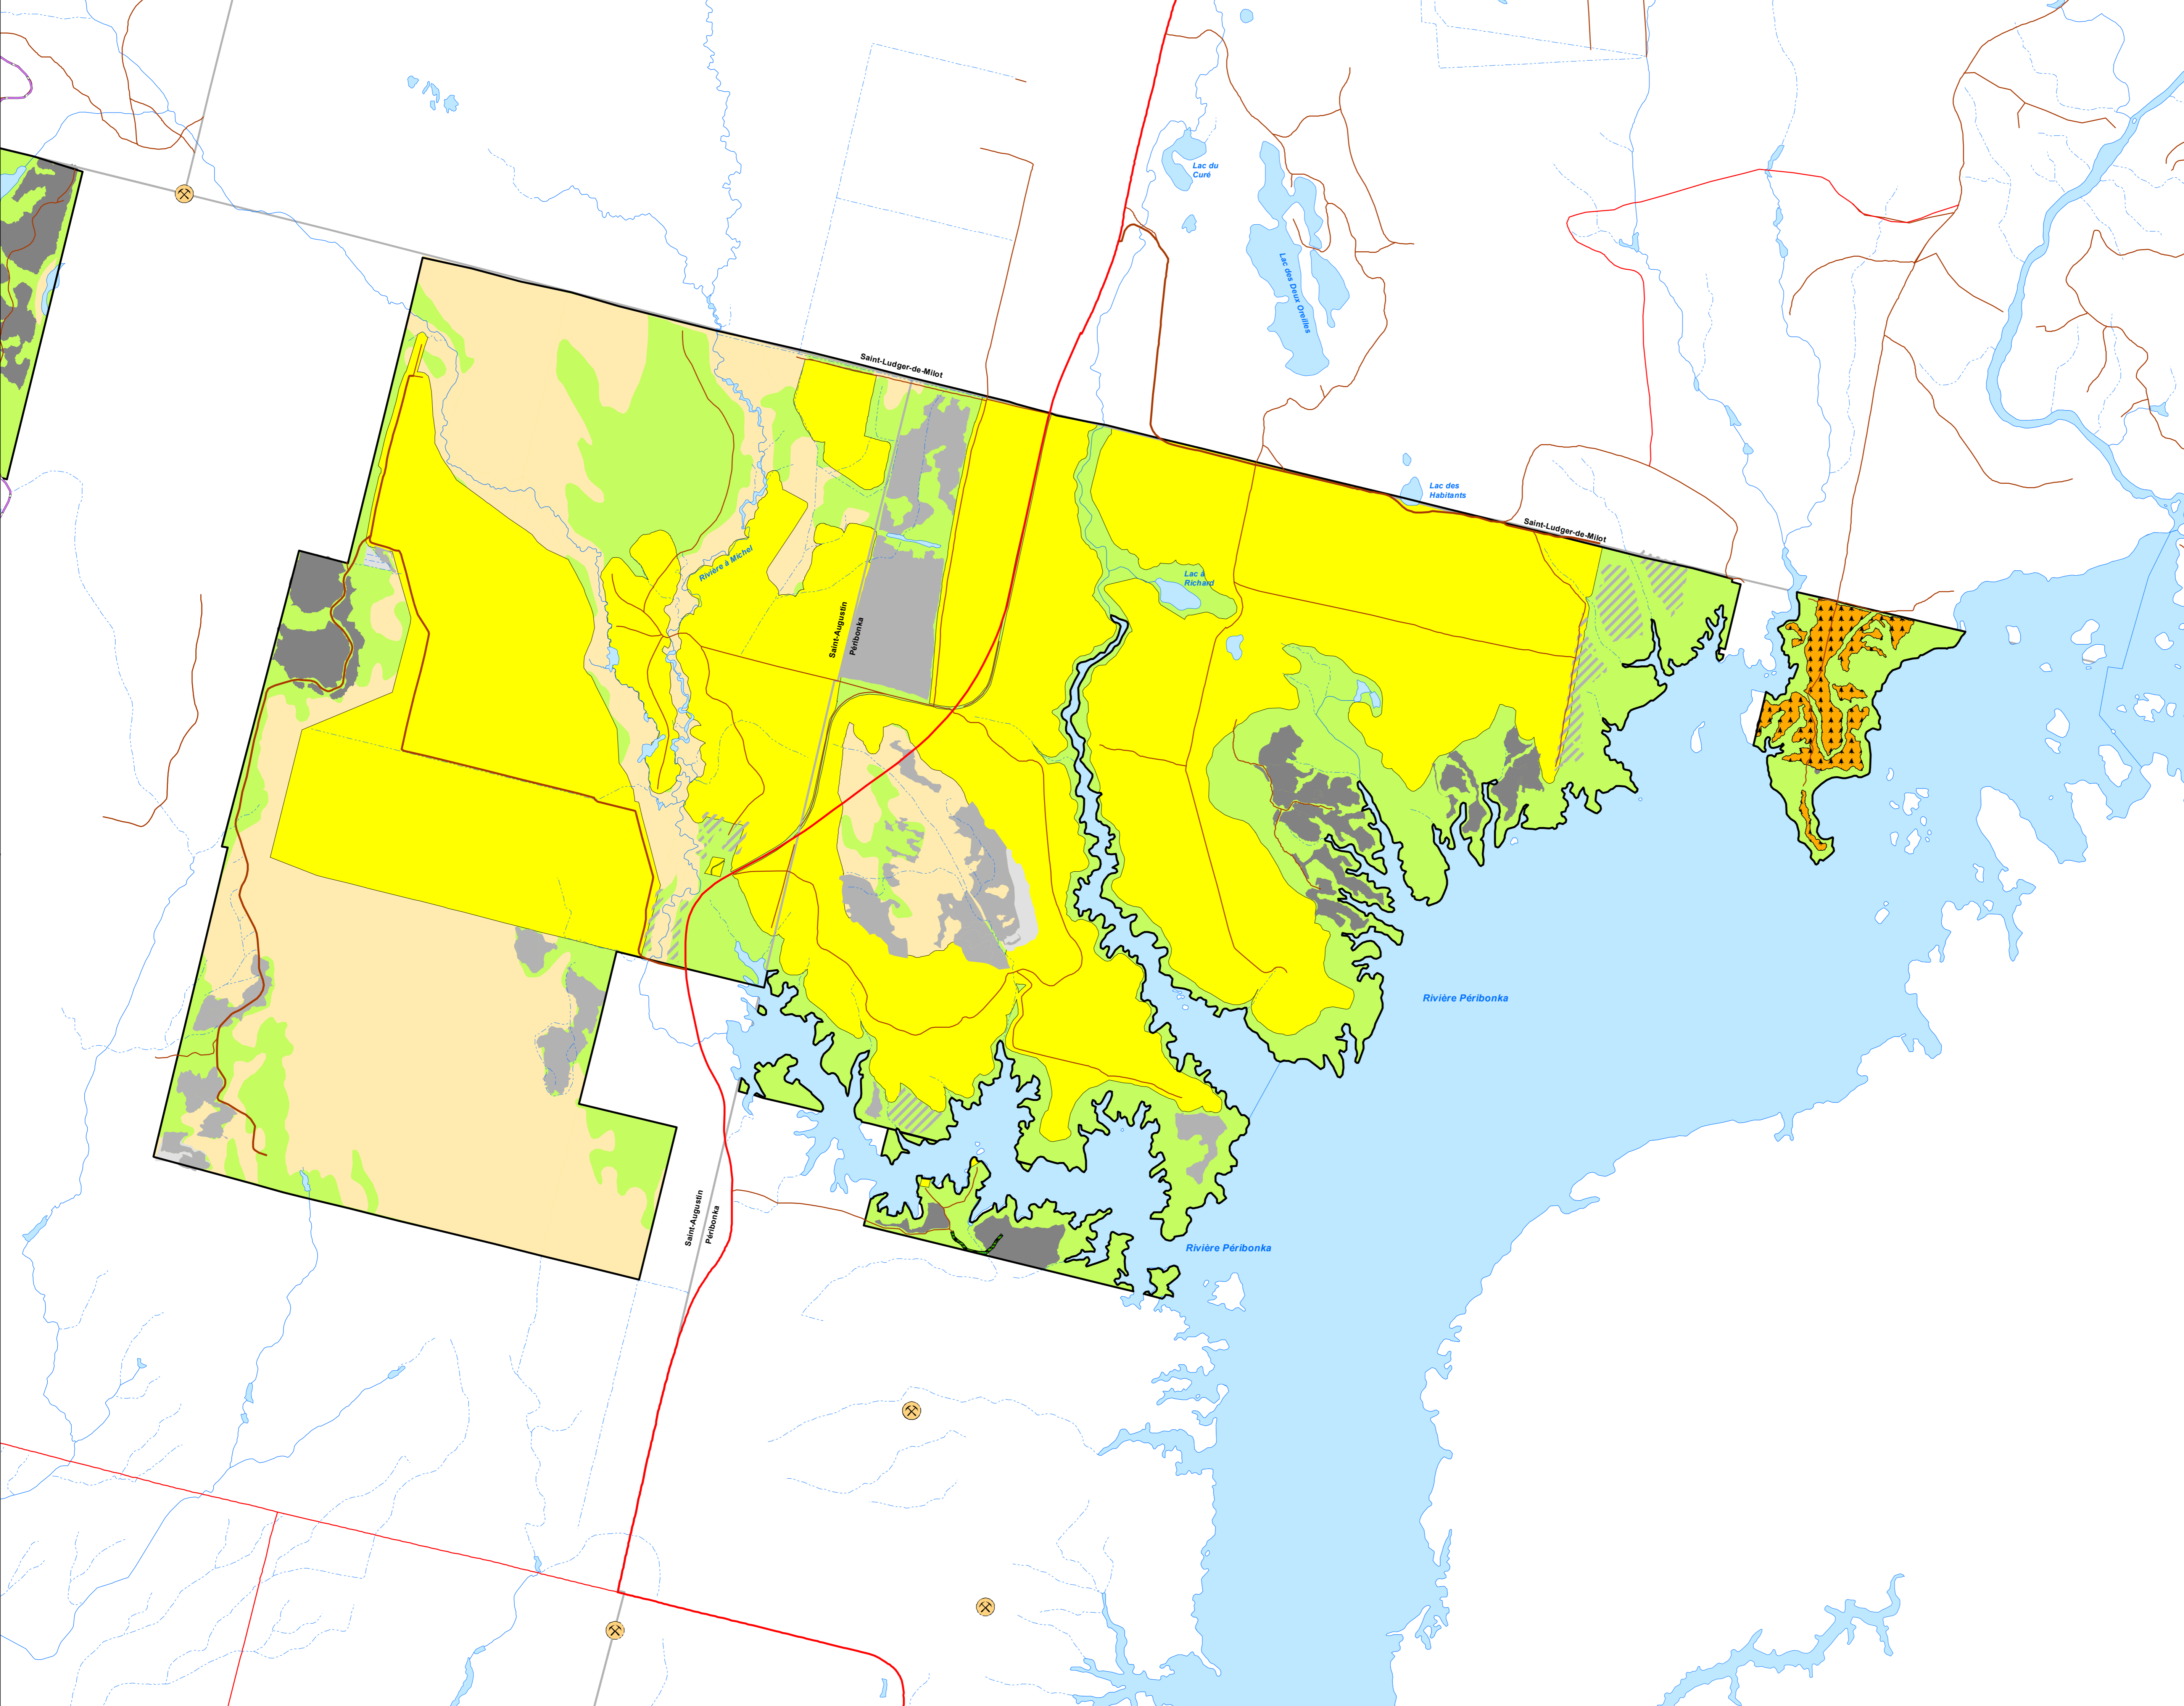 Lac du
Curé
Lac des Deux Oreilles
Saint-Ludger-de-Milot
Lac des
Habitants
Saint-Ludger-de-Milot
Rivière à Michel
Lac à
Richard
Saint-Augustin
Péribonka
Rivière Péribonka
Saint-Augustin
Péribonka
Rivière Péribonka